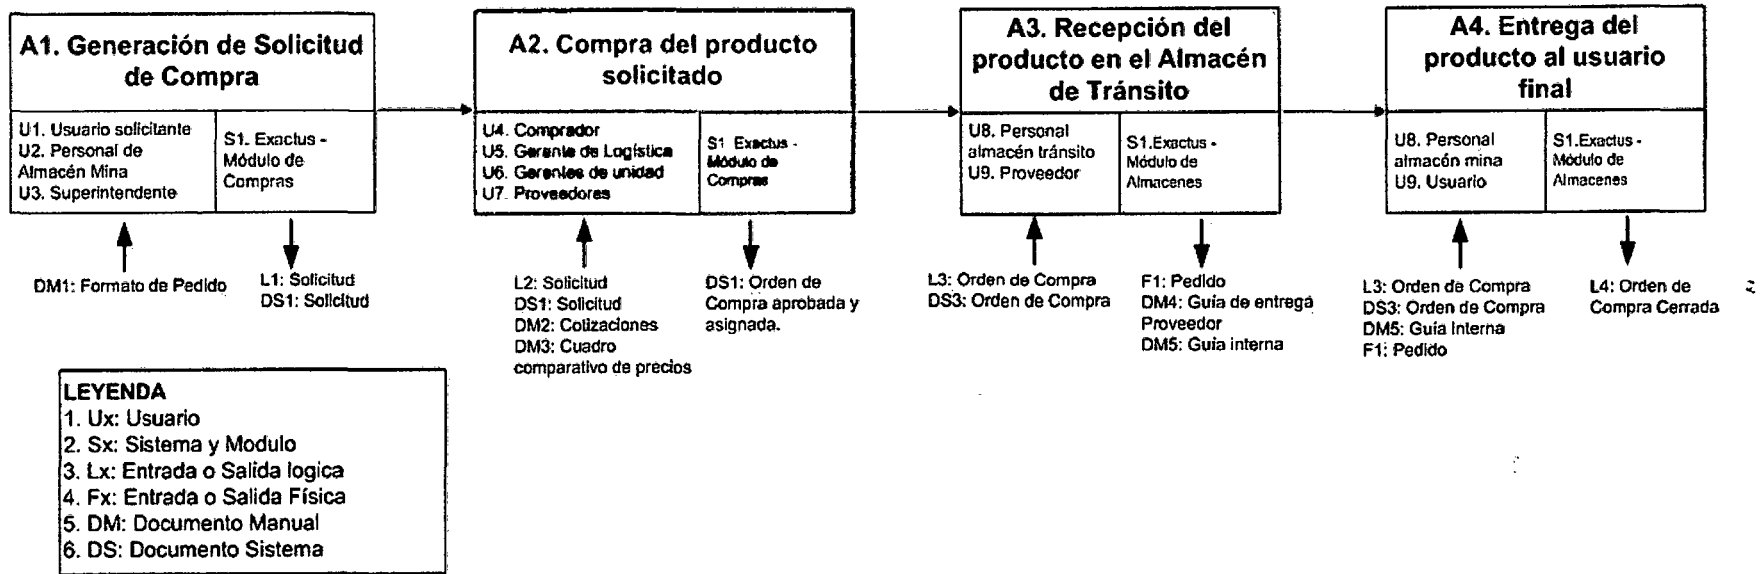 A1. Generación de Solicitud
de Compra
U1. Usuario solicitante
U2. Personal de
Almacén Mina
U3. Superintendente
S1. Exactus -
Módulo de
Compras
DM1: Formato de Pedido
L1: Solicitud
DS1: Solicitud
A2. Compra del producto
solicitado
U4. Comprador
U5. Gerente de Logística
U6. Gerentes de unidad
U7. Proveedores
S1 Exactus -
Módulo de
Compras
L2: Solicitud
DS1: Solicitud
DM2: Cotizaciones
DM3: Cuadro
comparativo de precios
DS1: Orden de
Compra aprobada y
asignada.
A3. Recepción del
producto en el Almacén
de Tránsito
U8. Personal
almacén tránsito
U9. Proveedor
S1.Exactus -
Módulo de
Almacenes
L3: Orden de Compra
DS3: Orden de Compra
F1: Pedido
DM4: Guía de entrega
Proveedor
DM5: Guía interna
A4. Entrega del
producto al usuario
final
U8. Personal
almacén mina
U9. Usuario
S1.Exactus -
Módulo de
Almacenes
L3: Orden de Compra
DS3: Orden de Compra
DM5: Guía Interna
F1: Pedido
L4: Orden de
Compra Cerrada
LEYENDA
1. Ux: Usuario
2. Sx: Sistema y Modulo
3. Lx: Entrada o Salida logica
4. Fx: Entrada o Salida Física
5. DM: Documento Manual
6. DS: Documento Sistema